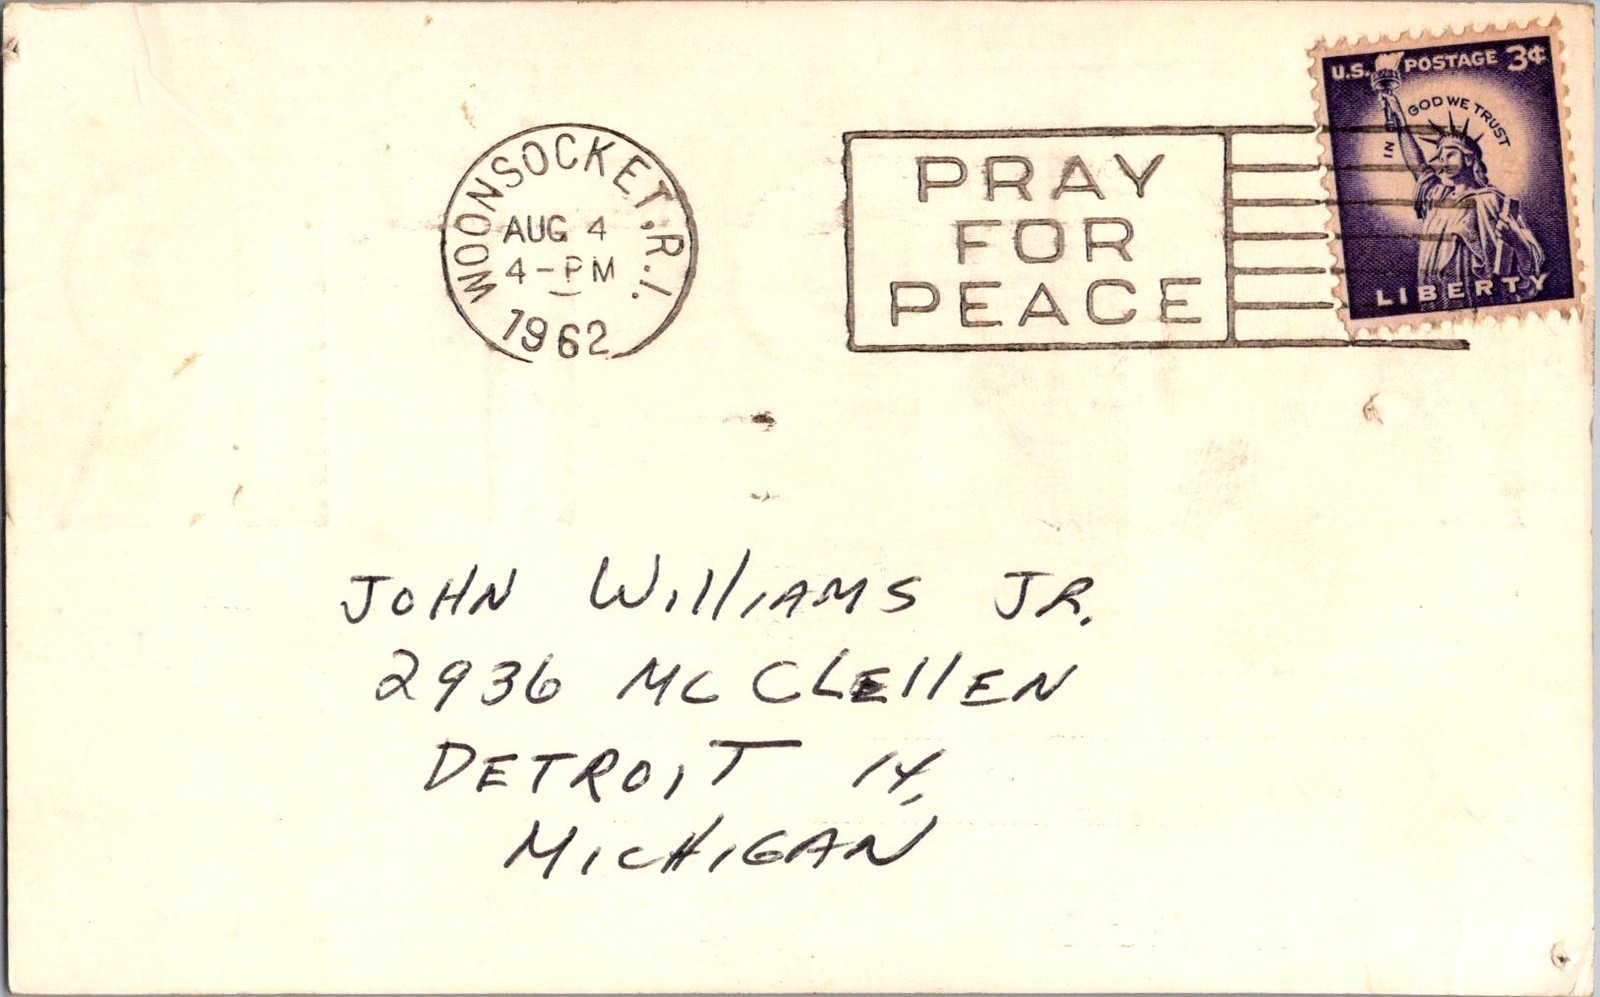 WOONSOCKET, R.I.
AUG 4
4-PM
1962
PRAY
FOR
PEACE
U.S. POSTAGE 3¢
IN GOD WE TRUST
LIBERTY
JOHN WILLIAMS JR.
2936 MCCLELLEN
DETROIT 14,
MICHIGAN